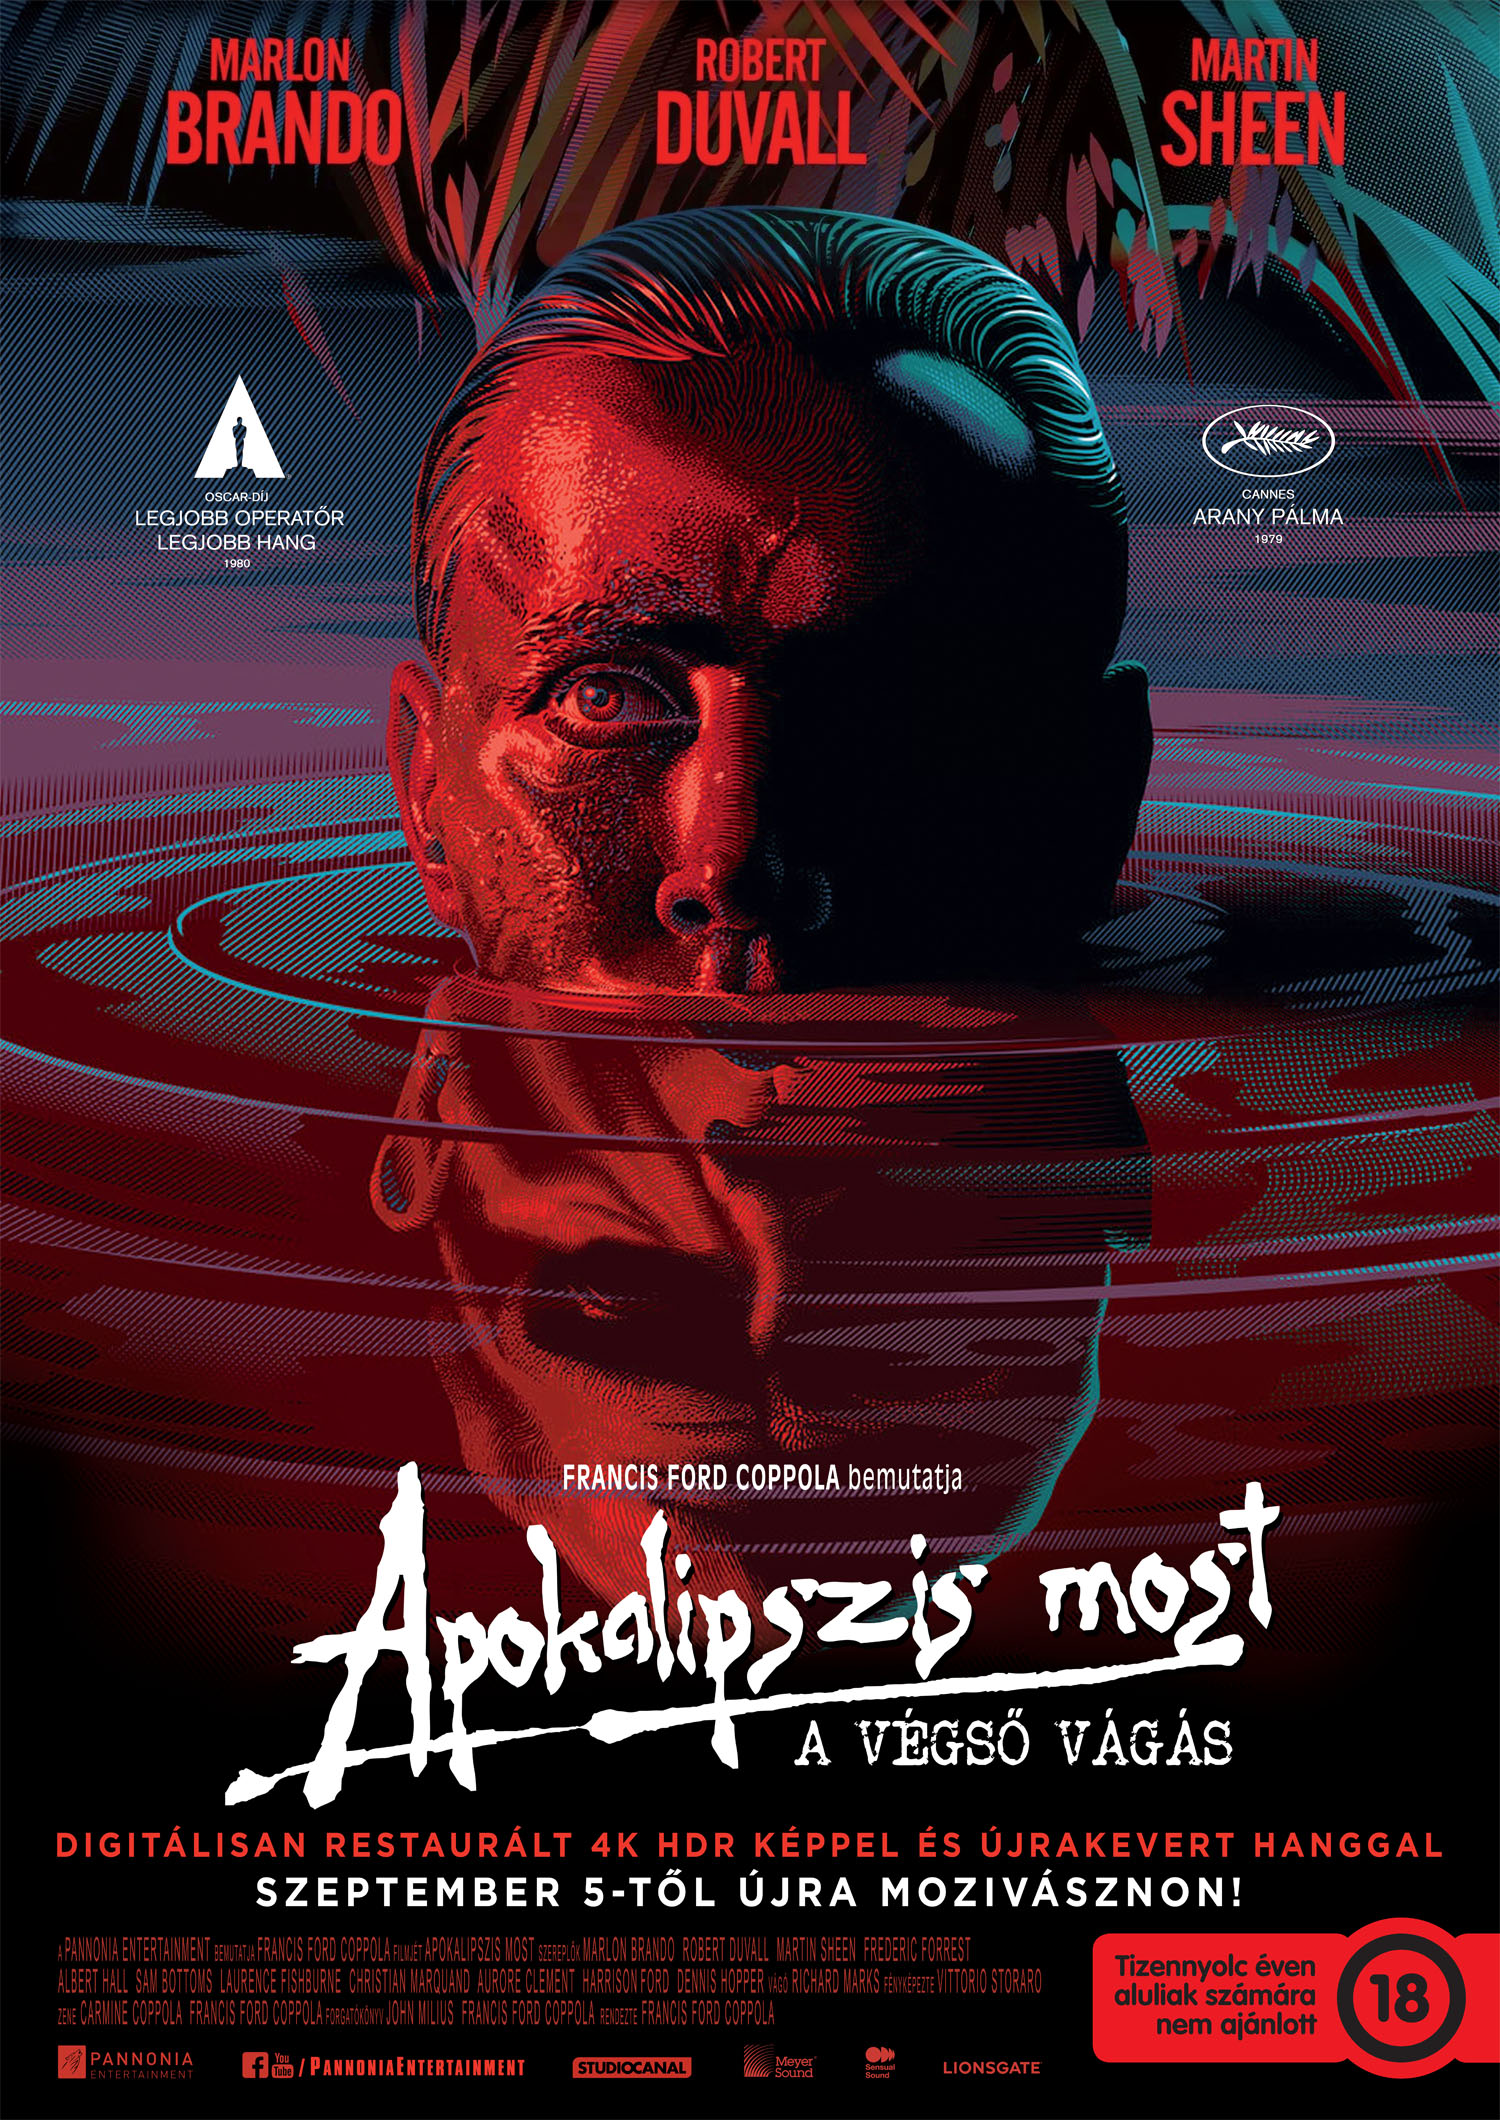 MARLON
BRANDO
ROBERT
DUVALL
MARTIN
SHEEN
OSCAR-DÍJ
LEGJOBB OPERATŐR
LEGJOBB HANG
1980
CANNES
ARANY PÁLMA
1979
FRANCIS FORD COPPOLA bemutatja
Apokalipszis most
A VÉGSŐ VÁGÁS
DIGITÁLISAN RESTAURÁLT 4K HDR KÉPPEL ÉS ÚJRAKEVERT HANGGAL
SZEPTEMBER 5-TŐL ÚJRA MOZIVÁSZNON!
A PANNONIA ENTERTAINMENT BEMUTATJA FRANCIS FORD COPPOLA FILMJÉT APOKALIPSZIS MOST SZEREPLŐK MARLON BRANDO ROBERT DUVALL MARTIN SHEEN FREDERIC FORREST
ALBERT HALL SAM BOTTOMS LAURENCE FISHBURNE CHRISTIAN MARQUAND AURORE CLEMENT HARRISON FORD DENNIS HOPPER VÁGÓ RICHARD MARKS FÉNYKÉPEZTE VITTORIO STORARO
ZENE CARMINE COPPOLA FRANCIS FORD COPPOLA FORGATÓKÖNYV JOHN MILIUS FRANCIS FORD COPPOLA RENDEZTE FRANCIS FORD COPPOLA
Tizennyolc éven
aluliak számára
nem ajánlott
18
PANNONIA
ENTERTAINMENT
f You Tube / PANNONIAENTERTAINMENT
STUDIOCANAL
Meyer
Sound
Sensual
Sound
LIONSGATE